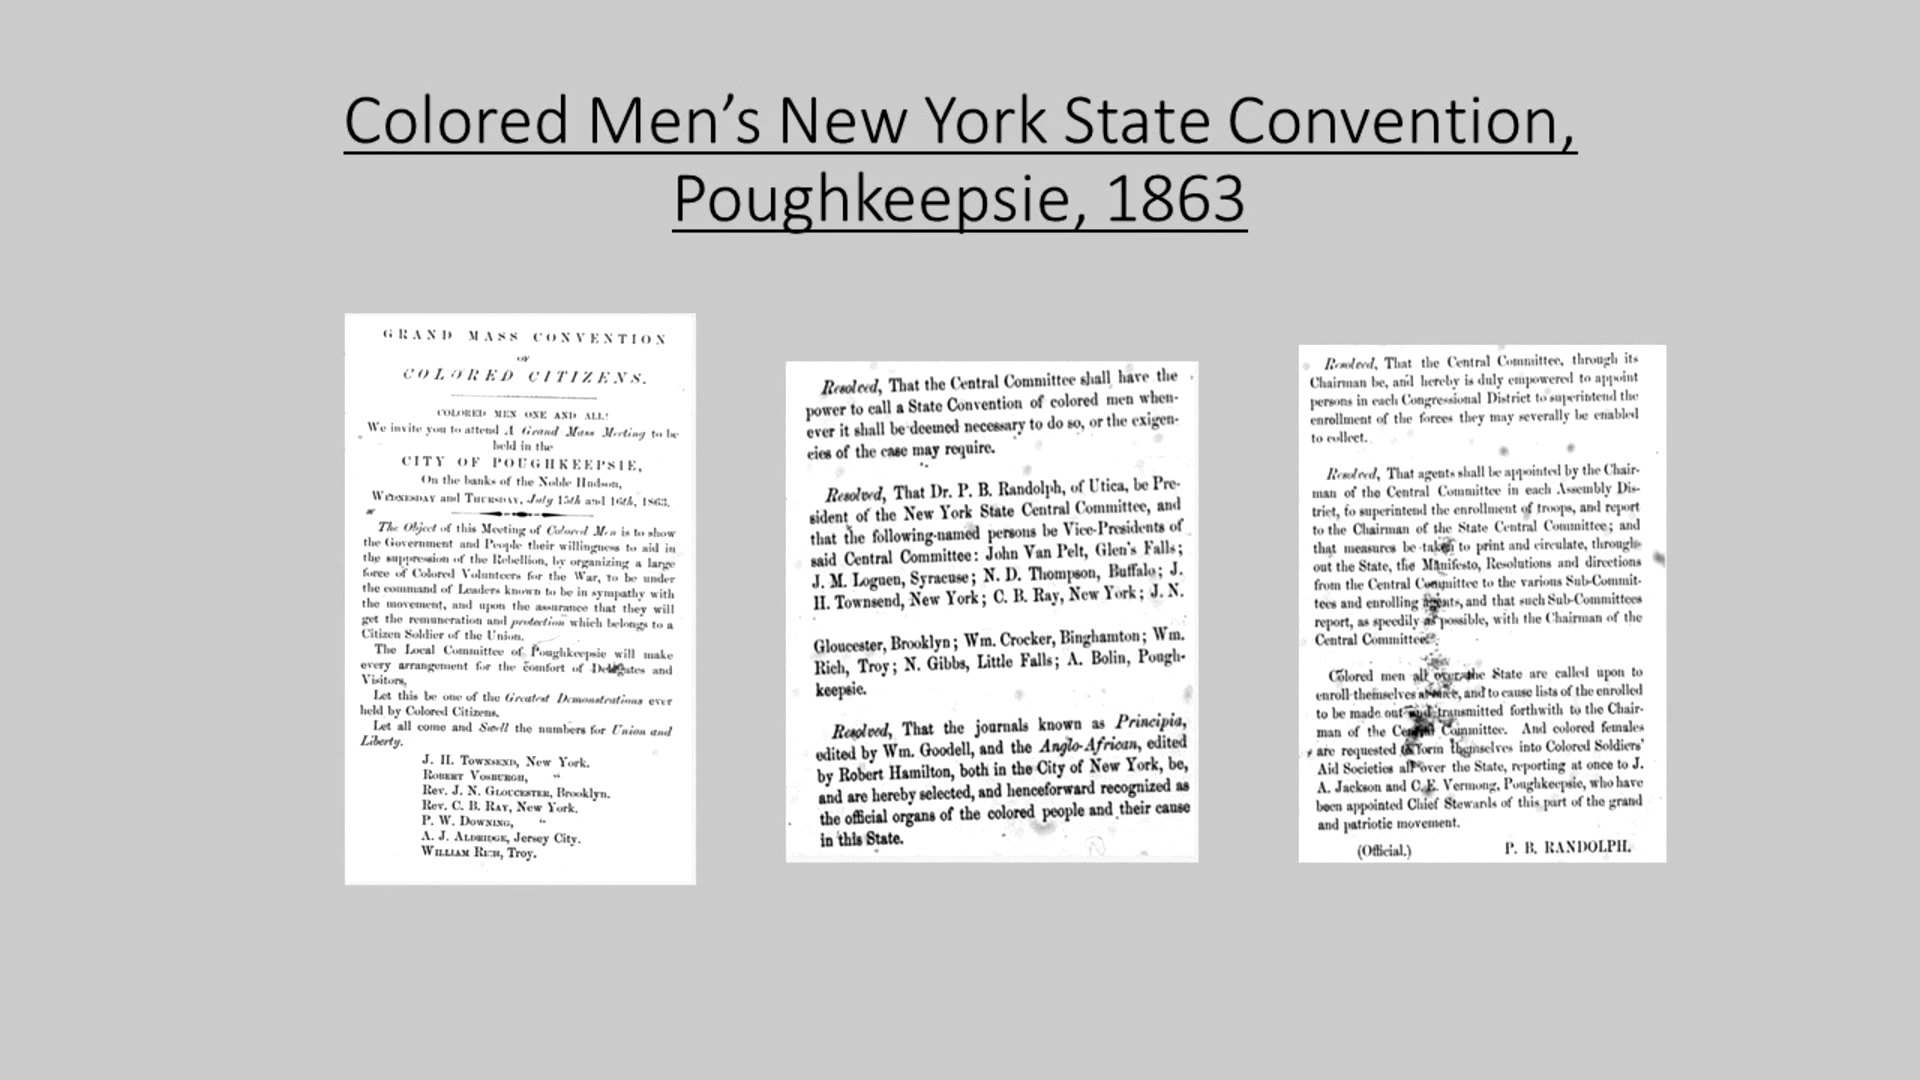 Colored Men's New York State Convention,
Poughkeepsie, 1863
GRAND MASS CONVENTION
OF
COLORED CITIZENS.
COLORED MEN ONE AND ALL!
We invite you to attend A Grand Mass Meeting to be
held in the
CITY OF POUGHKEEPSIE,
On the banks of the Noble Hudson,
WEDNESDAY and THURSDAY, July 15th and 16th, 1863.
The Object of this Meeting of Colored Men is to show
the Government and People their willingness to aid in
the suppression of the Rebellion, by organizing a large
force of Colored Volunteers for the War, to be under
the command of Leaders known to be in sympathy with
the movement, and upon the assurance that they will
get the remuneration and protection which belongs to a
Citizen Soldier of the Union.
The Local Committee of Poughkeepsie will make
every arrangement for the comfort of Delegates and
Visitors,
Let this be one of the Greatest Demonstrations ever
held by Colored Citizens.
Let all come and Swell the numbers for Union and
Liberty.
J. H. TOWNSEND, New York.
ROBERT VOSBURGH, "
Rev. J. N. GLOUCESTER, Brooklyn.
Rev. C. B. RAY, New York.
P. W. DOWNING, "
A. J. ALDRIDGE, Jersey City.
WILLIAM RICH, Troy.
Resolved, That the Central Committee shall have the
power to call a State Convention of colored men when-
ever it shall be deemed necessary to do so, or the exigen-
cies of the case may require.
Resolved, That Dr. P. B. Randolph, of Utica, be Pre-
sident of the New York State Central Committee, and
that the following-named persons be Vice-Presidents of
said Central Committee: John Van Pelt, Glen's Falls;
J. M. Loguen, Syracuse; N. D. Thompson, Buffalo; J.
H. Townsend, New York; C. B. Ray, New York; J. N.
Gloucester, Brooklyn; Wm. Crocker, Binghamton; Wm.
Rich, Troy; N. Gibbs, Little Falls; A. Bolin, Pough-
keepsie.
Resolved, That the journals known as Principia,
edited by Wm. Goodell, and the Anglo-African, edited
by Robert Hamilton, both in the City of New York, be,
and are hereby selected, and henceforward recognized as
the official organs of the colored people and their cause
in this State.
Resolved, That the Central Committee, through its
Chairman be, and hereby is duly empowered to appoint
persons in each Congressional District to superintend the
enrollment of the forces they may severally be enabled
to collect.
Resolved, That agents shall be appointed by the Chair-
man of the Central Committee in each Assembly Dis-
trict, to superintend the enrollment of troops, and report
to the Chairman of the State Central Committee; and
that measures be taken to print and circulate, through-
out the State, the Manifesto, Resolutions and directions
from the Central Committee to the various Sub-Commit-
tees and enrolling agents, and that such Sub-Committees
report, as speedily as possible, with the Chairman of the
Central Committee.
Colored men all over the State are called upon to
enroll themselves at once, and to cause lists of the enrolled
to be made out and transmitted forthwith to the Chair-
man of the Central Committee. And colored females
are requested to form themselves into Colored Soldiers'
Aid Societies all over the State, reporting at once to J.
A. Jackson and C. E. Vermong, Poughkeepsie, who have
been appointed Chief Stewards of this part of the grand
and patriotic movement.
(Official.) P. B. RANDOLPH.